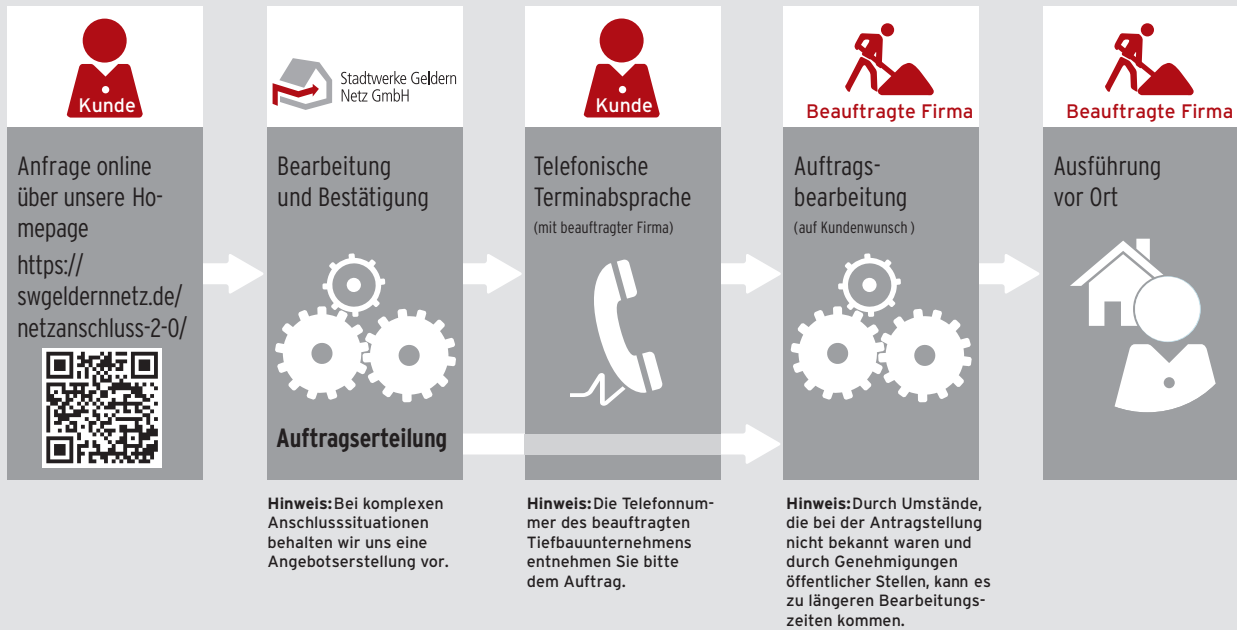 Kunde
Anfrage online
über unsere Ho-
mepage
https://
swgeldernnetz.de/
netzanschluss-2-0/
Stadtwerke Geldern
Netz GmbH
Bearbeitung
und Bestätigung
Auftragserteilung
Hinweis: Bei komplexen
Anschlusssituationen
behalten wir uns eine
Angebotserstellung vor.
Kunde
Telefonische
Terminabsprache
(mit beauftragter Firma)
Hinweis: Die Telefonnum-
mer des beauftragten
Tiefbauunternehmens
entnehmen Sie bitte
dem Auftrag.
Beauftragte Firma
Auftrags-
bearbeitung
(auf Kundenwunsch )
Hinweis: Durch Umstände,
die bei der Antragstellung
nicht bekannt waren und
durch Genehmigungen
öffentlicher Stellen, kann es
zu längeren Bearbeitungs-
zeiten kommen.
Beauftragte Firma
Ausführung
vor Ort